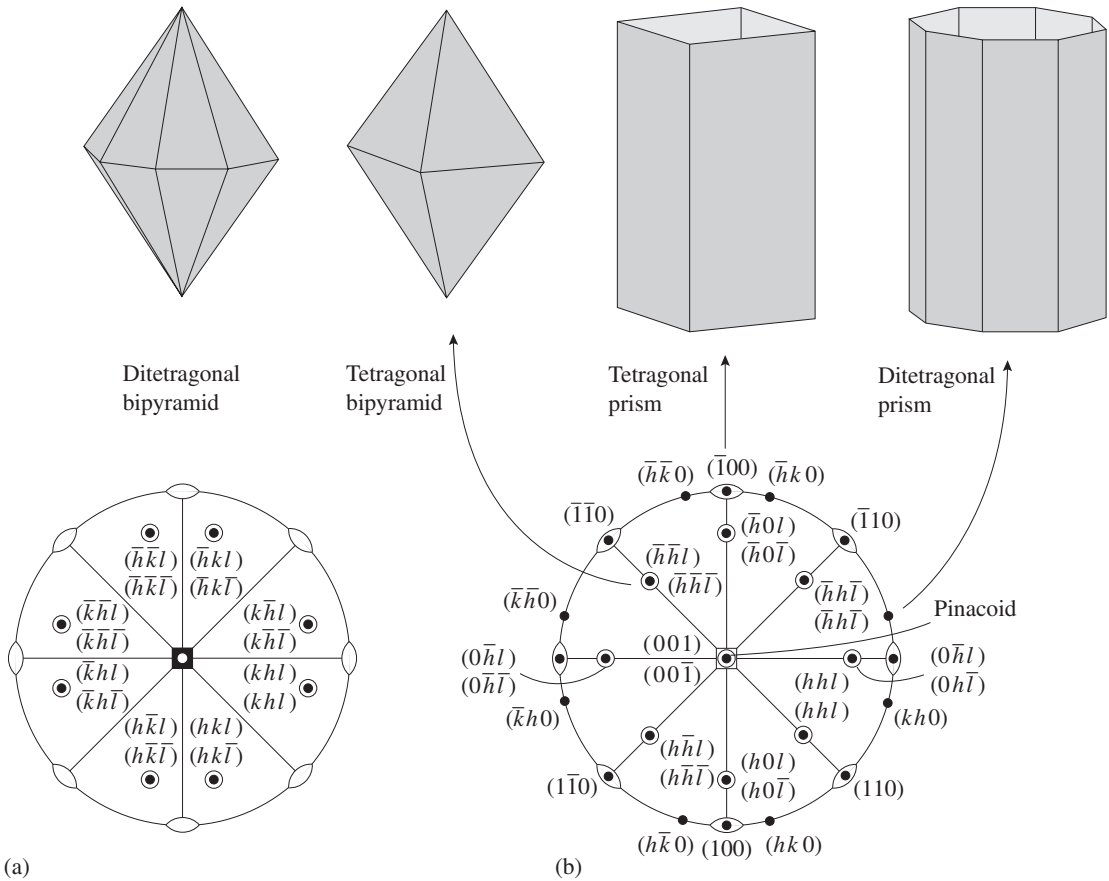 Ditetragonal
bipyramid
Tetragonal
bipyramid
Tetragonal
prism
Ditetragonal
prism
(h̅k̅l)
(h̅k̅l̅)
(h̅kl)
(h̅kl̅)
(k̅h̅l)
(k̅h̅l̅)
(kh̅l)
(kh̅l̅)
(k̅hl)
(k̅hl̅)
(khl)
(khl)
(hk̅l)
(hk̅l̅)
(hkl)
(hkl̅)
(a)
(h̅k̅0)
(1̅00)
(h̅k0)
(1̅1̅0)
(1̅10)
(h̅h̅l)
(h̅h̅l̅)
(h̅0l)
(h̅0l̅)
(h̅hl̅)
(h̅hl̅)
(k̅h̅0)
Pinacoid
(001)
(001̅)
(0h̅l)
(0h̅l̅)
(0h̅l)
(0hl̅)
(hhl)
(hhl)
(k̅h0)
(kh0)
(hh̅l)
(hh̅l̅)
(h0l)
(h0l̅)
(11̅0)
(110)
(hk̅0)
(100)
(hk0)
(b)